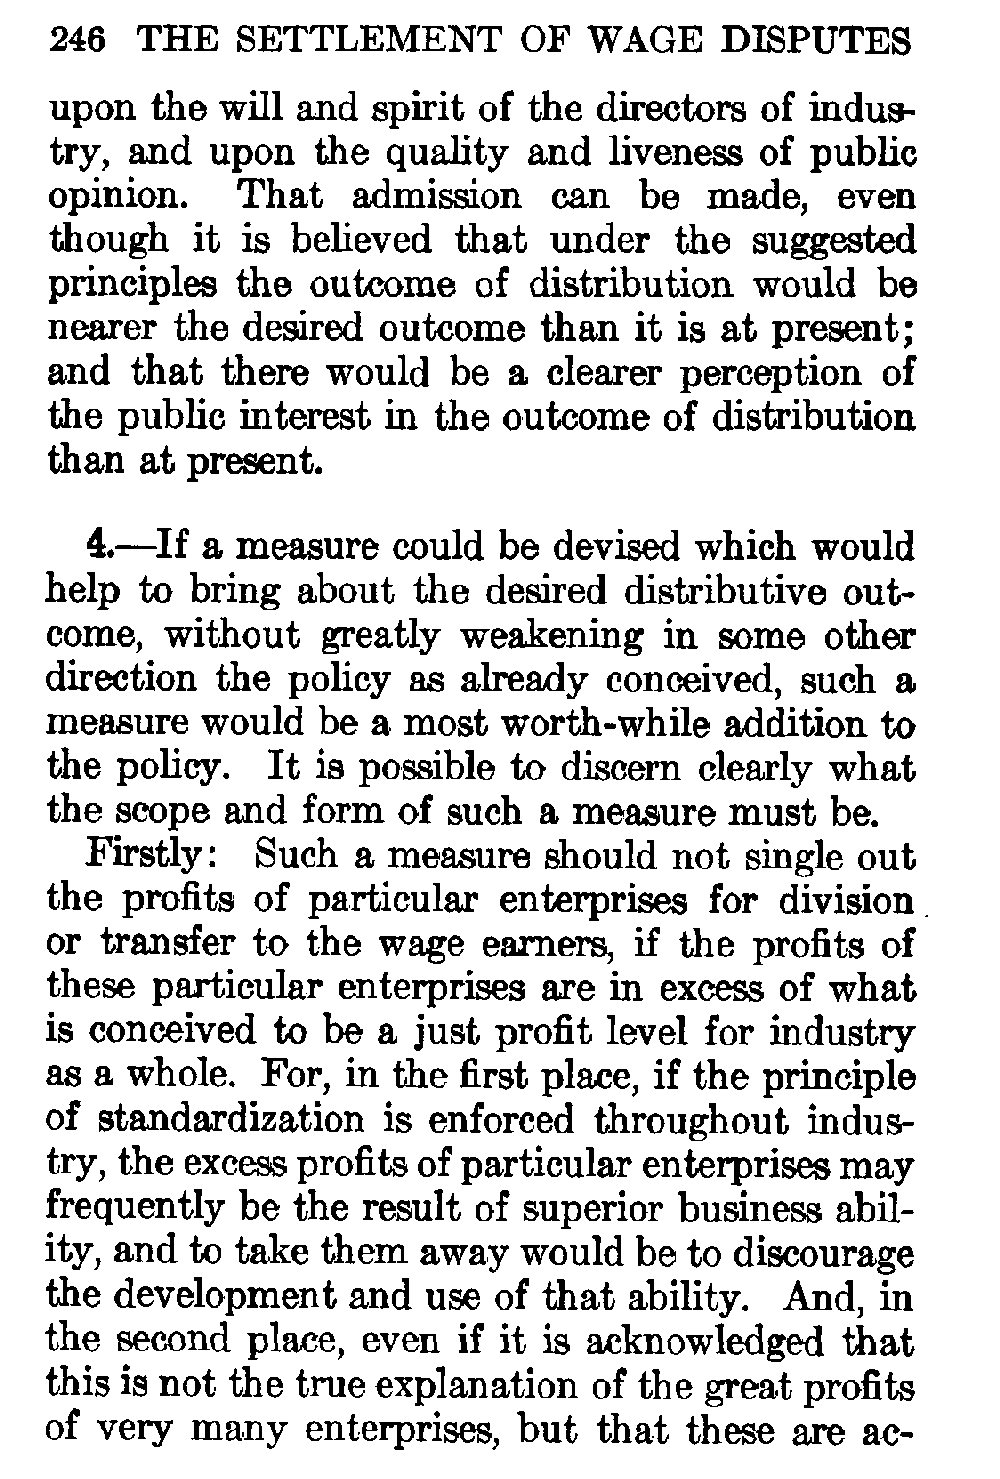 246 THE SETTLEMENT OF WAGE DISPUTES
upon the will and spirit of the directors of indus-
try, and upon the quality and liveness of public
opinion. That admission can be made, even
though it is believed that under the suggested
principles the outcome of distribution would be
nearer the desired outcome than it is at present;
and that there would be a clearer perception of
the public interest in the outcome of distribution
than at present.
4.—If a measure could be devised which would
help to bring about the desired distributive out-
come, without greatly weakening in some other
direction the policy as already conceived, such a
measure would be a most worth-while addition to
the policy. It is possible to discern clearly what
the scope and form of such a measure must be.
Firstly: Such a measure should not single out
the profits of particular enterprises for division
or transfer to the wage earners, if the profits of
these particular enterprises are in excess of what
is conceived to be a just profit level for industry
as a whole. For, in the first place, if the principle
of standardization is enforced throughout indus-
try, the excess profits of particular enterprises may
frequently be the result of superior business abil-
ity, and to take them away would be to discourage
the development and use of that ability. And, in
the second place, even if it is acknowledged that
this is not the true explanation of the great profits
of very many enterprises, but that these are ac-